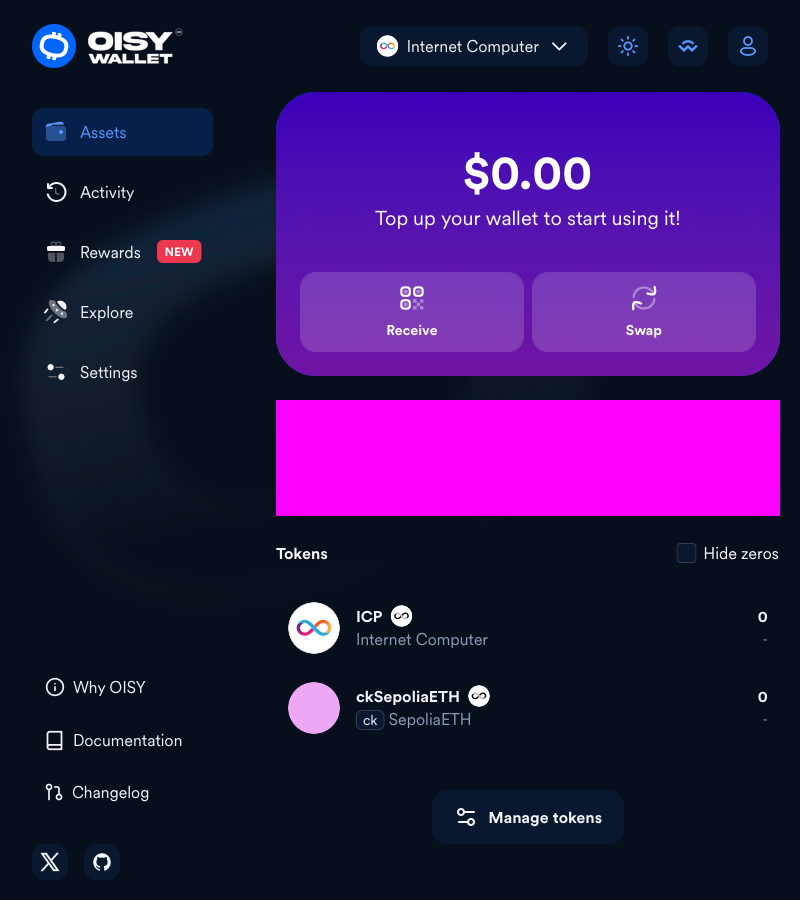 OISY
WALLET
Internet Computer
Assets
Activity
Rewards NEW
Explore
Settings
$0.00
Top up your wallet to start using it!
Receive
Swap
Tokens
Hide zeros
ICP
0
Internet Computer
-
ckSepoliaETH
0
ck SepoliaETH
-
Manage tokens
Why OISY
Documentation
Changelog